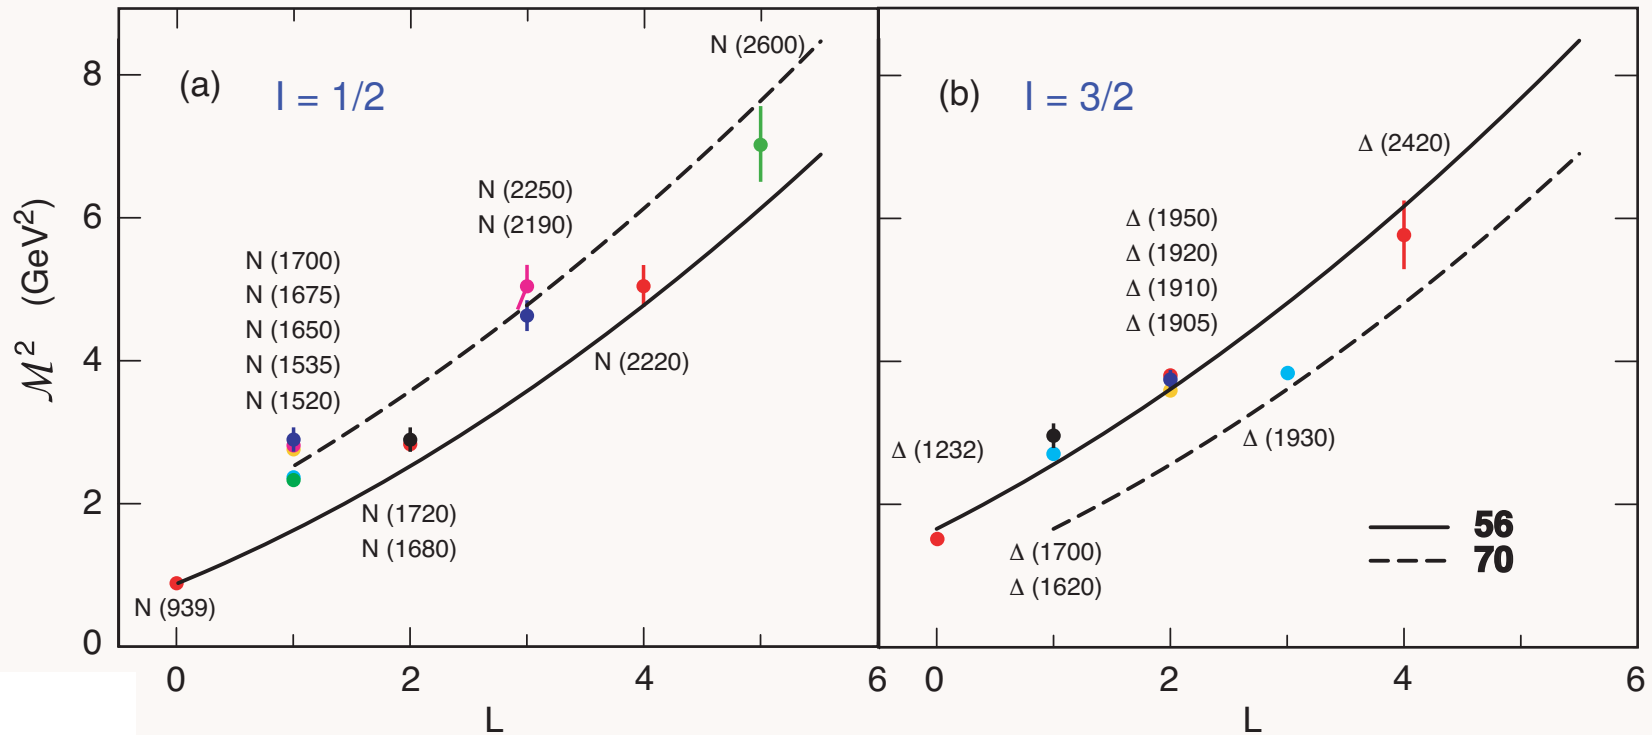 (a)
I = 1/2
N (2600)
N (2250)
N (2190)
N (1700)
N (1675)
N (1650)
N (1535)
N (1520)
N (2220)
N (1720)
N (1680)
N (939)
ℳ² (GeV²)
8
6
4
2
0
0 2 4 6
L
(b)
I = 3/2
Δ (2420)
Δ (1950)
Δ (1920)
Δ (1910)
Δ (1905)
Δ (1232)
Δ (1930)
Δ (1700)
Δ (1620)
56
70
0 2 4 6
L